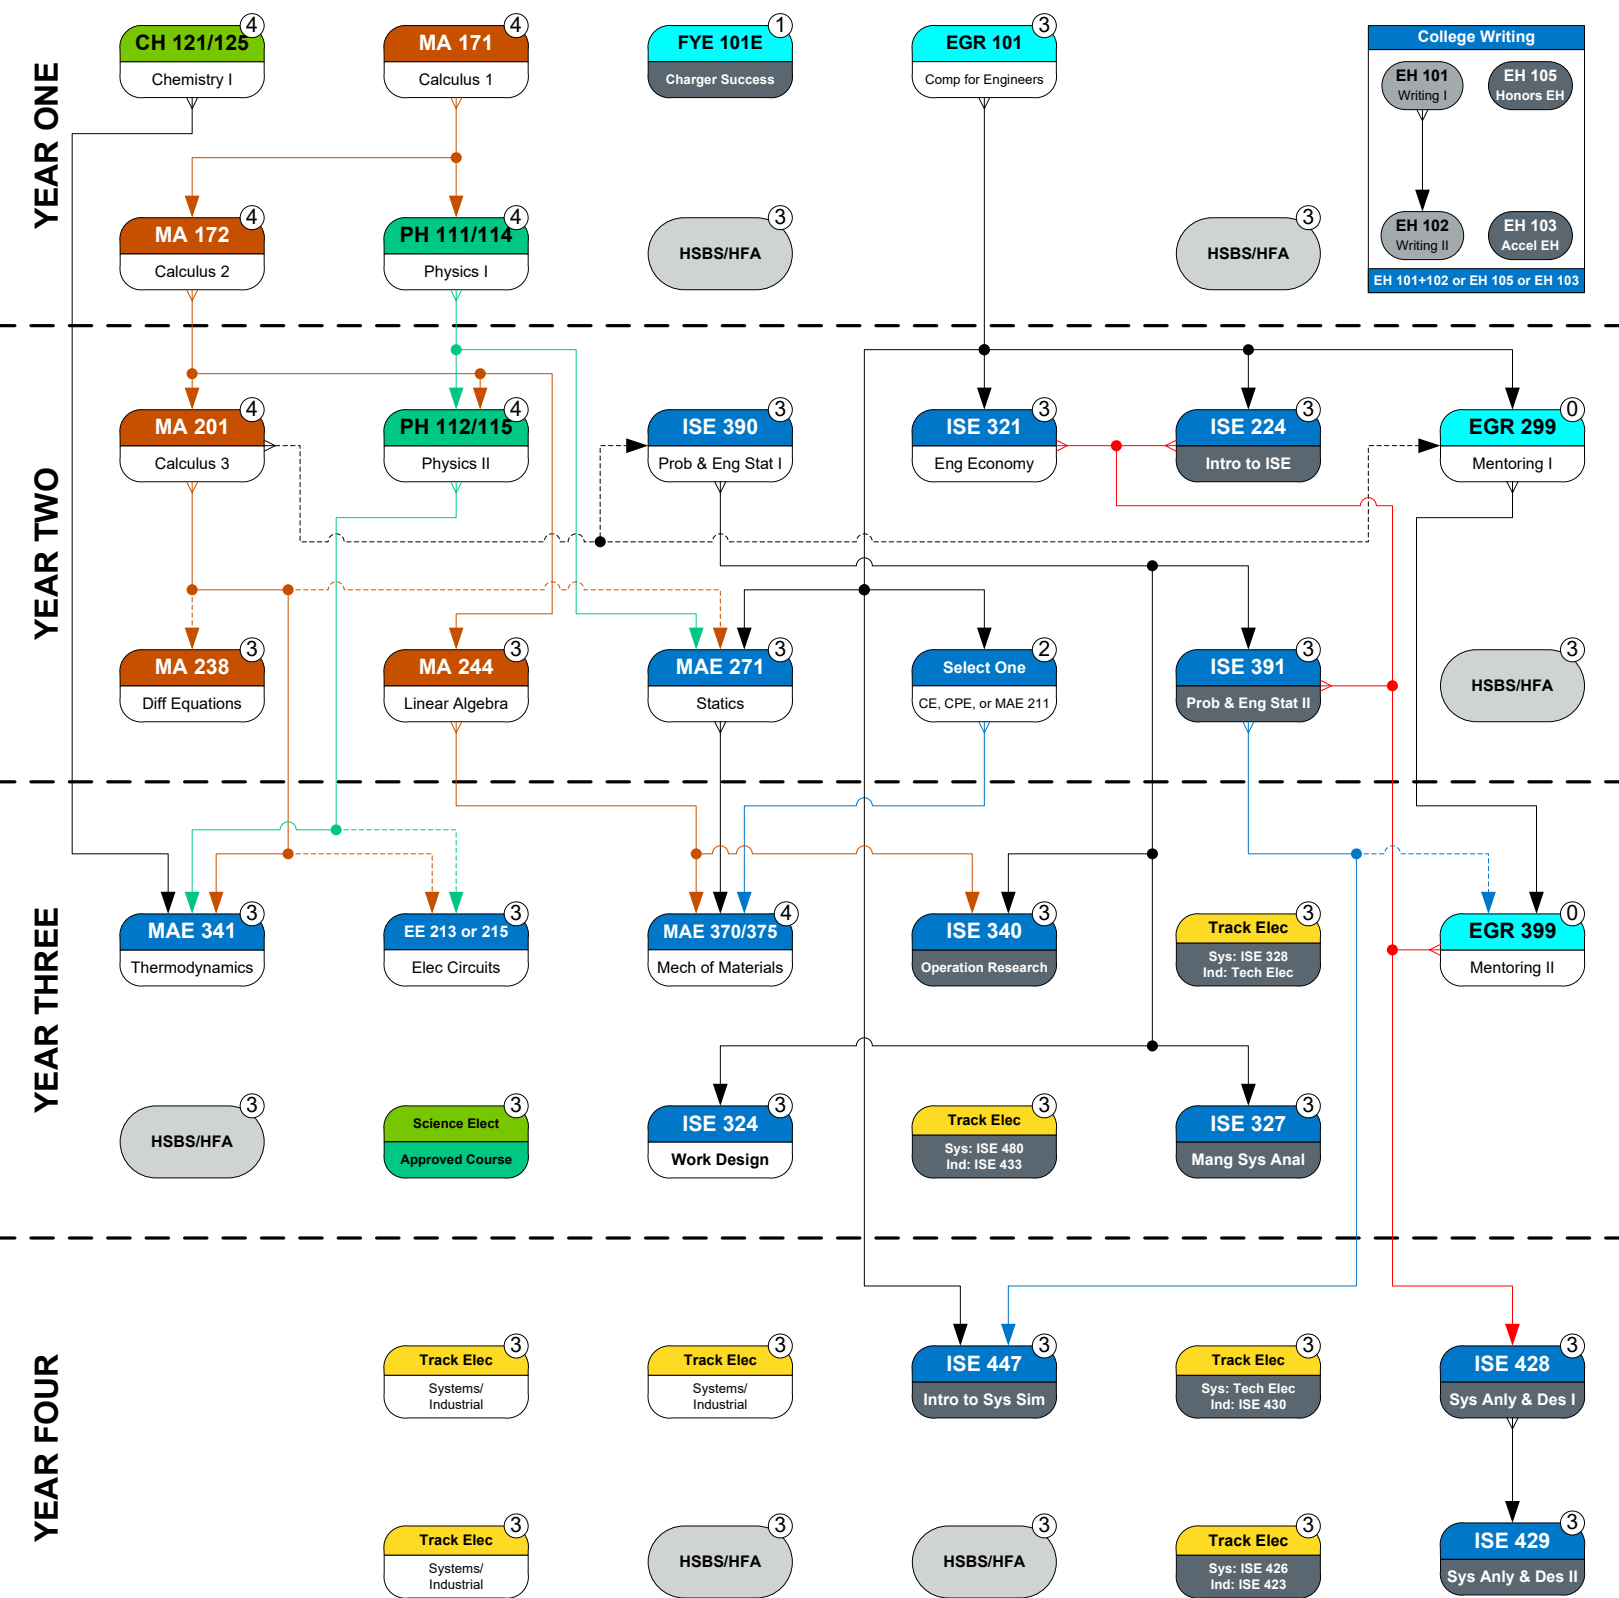 YEAR ONE
4
CH 121/125
Chemistry I
4
MA 171
Calculus 1
1
FYE 101E
Charger Success
3
EGR 101
Comp for Engineers
College Writing
EH 101
Writing I
EH 105
Honors EH
EH 102
Writing II
EH 103
Accel EH
EH 101+102 or EH 105 or EH 103
4
MA 172
Calculus 2
4
PH 111/114
Physics I
3
HSBS/HFA
3
HSBS/HFA
YEAR TWO
4
MA 201
Calculus 3
4
PH 112/115
Physics II
3
ISE 390
Prob & Eng Stat I
3
ISE 321
Eng Economy
3
ISE 224
Intro to ISE
0
EGR 299
Mentoring I
3
MA 238
Diff Equations
3
MA 244
Linear Algebra
3
MAE 271
Statics
2
Select One
CE, CPE, or MAE 211
3
ISE 391
Prob & Eng Stat II
3
HSBS/HFA
YEAR THREE
3
MAE 341
Thermodynamics
3
EE 213 or 215
Elec Circuits
4
MAE 370/375
Mech of Materials
3
ISE 340
Operation Research
3
Track Elec
Sys: ISE 328
Ind: Tech Elec
0
EGR 399
Mentoring II
3
HSBS/HFA
3
Science Elect
Approved Course
3
ISE 324
Work Design
3
Track Elec
Sys: ISE 480
Ind: ISE 433
3
ISE 327
Mang Sys Anal
YEAR FOUR
3
Track Elec
Systems/
Industrial
3
Track Elec
Systems/
Industrial
3
ISE 447
Intro to Sys Sim
3
Track Elec
Sys: Tech Elec
Ind: ISE 430
3
ISE 428
Sys Anly & Des I
3
Track Elec
Systems/
Industrial
3
HSBS/HFA
3
HSBS/HFA
3
Track Elec
Sys: ISE 426
Ind: ISE 423
3
ISE 429
Sys Anly & Des II